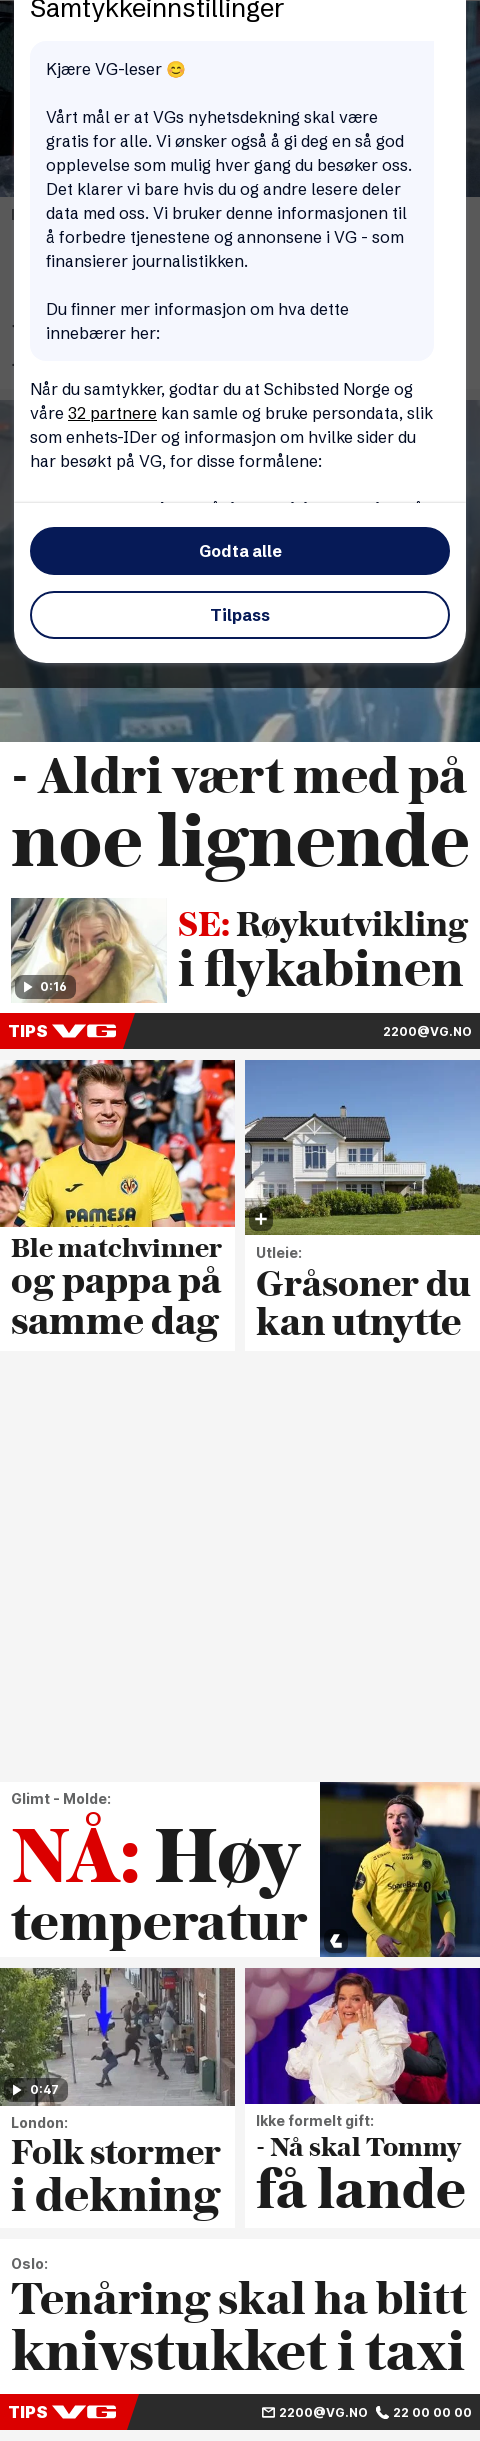 Samtykkeinnstillinger
Kjære VG-leser 😊
Vårt mål er at VGs nyhetsdekning skal være
gratis for alle. Vi ønsker også å gi deg en så god
opplevelse som mulig hver gang du besøker oss.
Det klarer vi bare hvis du og andre lesere deler
data med oss. Vi bruker denne informasjonen til
å forbedre tjenestene og annonsene i VG - som
finansierer journalistikken.
Du finner mer informasjon om hva dette
innebærer her:
Når du samtykker, godtar du at Schibsted Norge og
våre 32 partnere kan samle og bruke persondata, slik
som enhets-IDer og informasjon om hvilke sider du
har besøkt på VG, for disse formålene:
Godta alle
Tilpass
- Aldri vært med på
noe lignende
0:16
SE: Røykutvikling
i flykabinen
TIPS VG
2200@VG.NO
PAMESA
Ble matchvinner
og pappa på
samme dag
Utleie:
Gråsoner du
kan utnytte
Glimt - Molde:
NÅ: Høy
temperatur
SpareBank
0:47
London:
Folk stormer
i dekning
Ikke formelt gift:
- Nå skal Tommy
få lande
Oslo:
Tenåring skal ha blitt
knivstukket i taxi
TIPS VG
2200@VG.NO 22 00 00 00